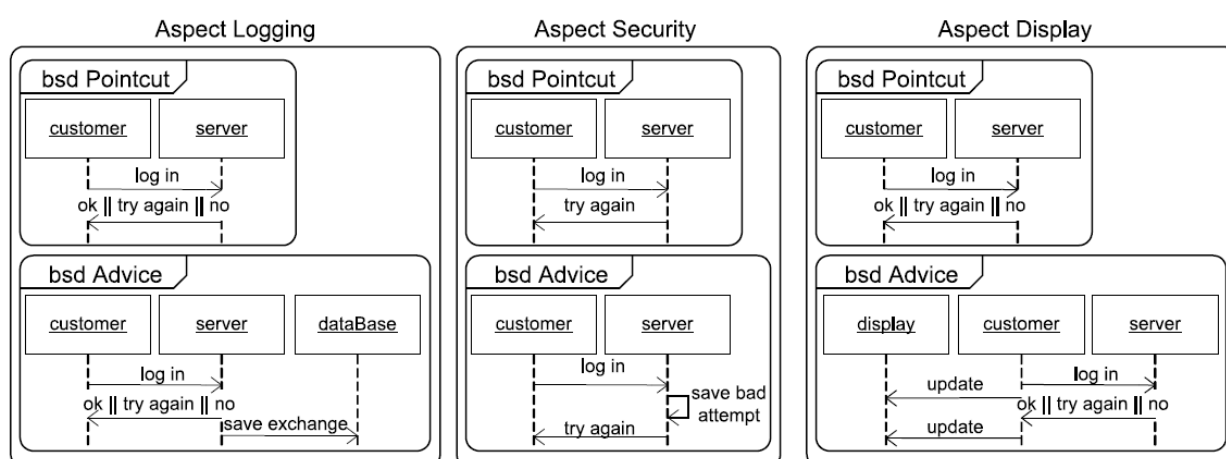 Aspect Logging
bsd Pointcut
customer
server
log in
ok || try again || no
bsd Advice
customer
server
dataBase
log in
ok || try again || no
save exchange
Aspect Security
bsd Pointcut
customer
server
log in
try again
bsd Advice
customer
server
log in
save bad
attempt
try again
Aspect Display
bsd Pointcut
customer
server
log in
ok || try again || no
bsd Advice
display
customer
server
log in
update
ok || try again || no
update